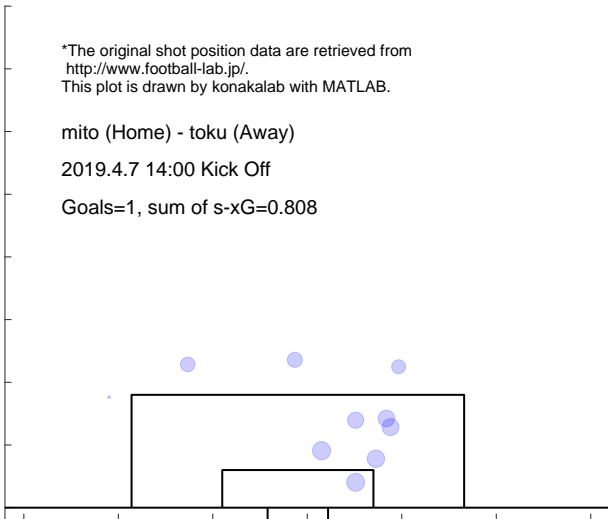 *The original shot position data are retrieved from
http://www.football-lab.jp/.
This plot is drawn by konakalab with MATLAB.
mito (Home) - toku (Away)
2019.4.7 14:00 Kick Off
Goals=1, sum of s-xG=0.808